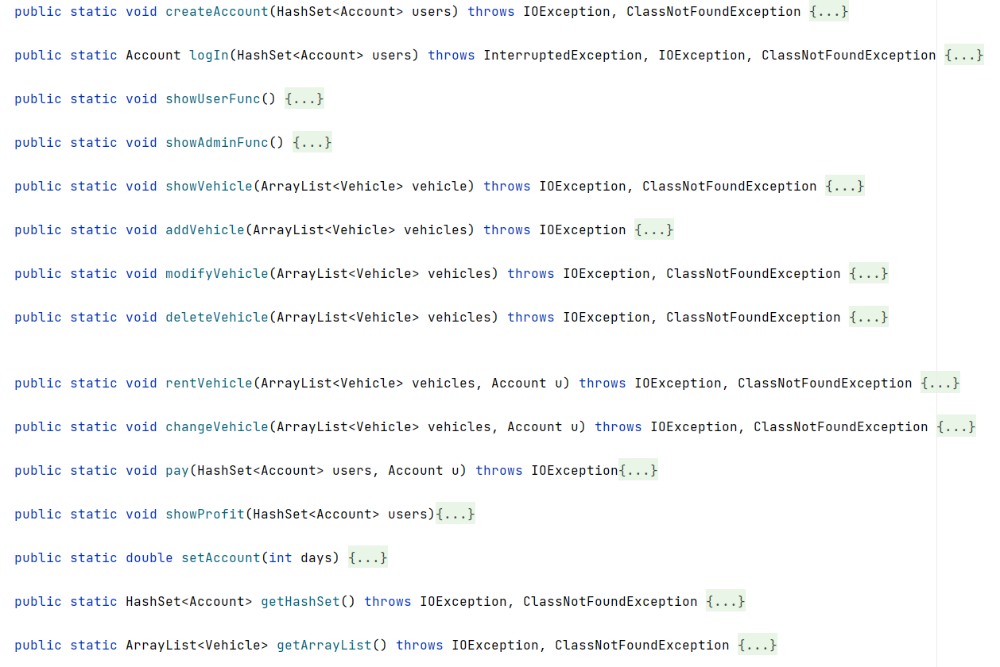 public static void createAccount(HashSet<Account> users) throws IOException, ClassNotFoundException {...}
public static Account logIn(HashSet<Account> users) throws InterruptedException, IOException, ClassNotFoundException {...}
public static void showUserFunc() {...}
public static void showAdminFunc() {...}
public static void showVehicle(ArrayList<Vehicle> vehicle) throws IOException, ClassNotFoundException {...}
public static void addVehicle(ArrayList<Vehicle> vehicles) throws IOException {...}
public static void modifyVehicle(ArrayList<Vehicle> vehicles) throws IOException, ClassNotFoundException {...}
public static void deleteVehicle(ArrayList<Vehicle> vehicles) throws IOException, ClassNotFoundException {...}
public static void rentVehicle(ArrayList<Vehicle> vehicles, Account u) throws IOException, ClassNotFoundException {...}
public static void changeVehicle(ArrayList<Vehicle> vehicles, Account u) throws IOException, ClassNotFoundException {...}
public static void pay(HashSet<Account> users, Account u) throws IOException{...}
public static void showProfit(HashSet<Account> users){...}
public static double setAccount(int days) {...}
public static HashSet<Account> getHashSet() throws IOException, ClassNotFoundException {...}
public static ArrayList<Vehicle> getArrayList() throws IOException, ClassNotFoundException {...}